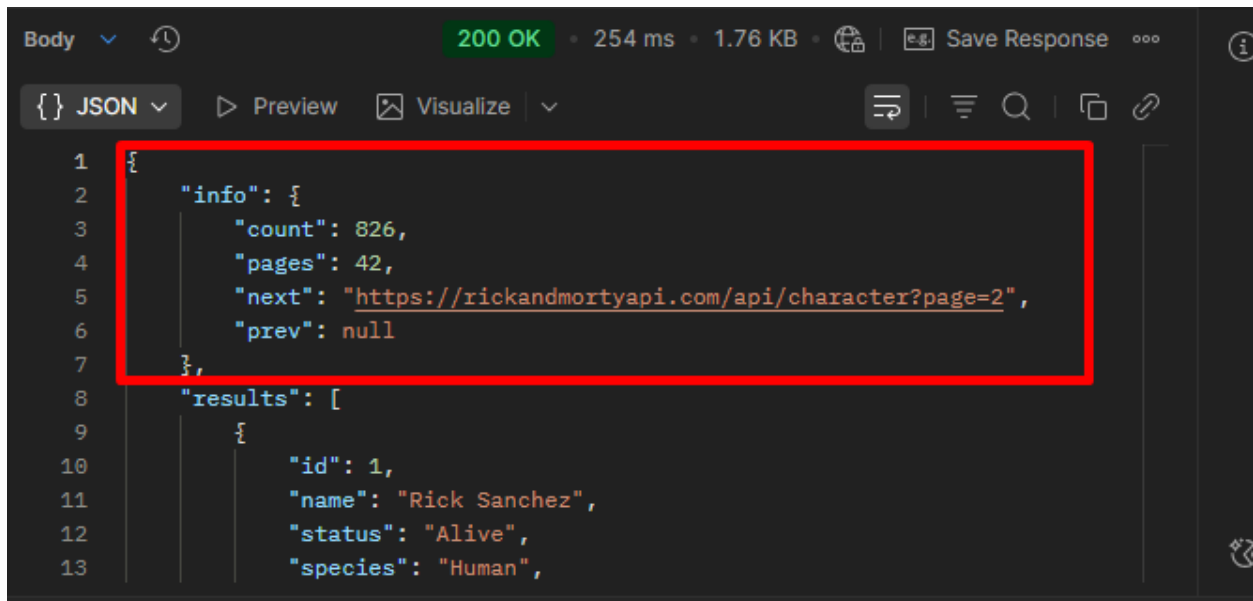 Body 200 OK • 254 ms • 1.76 KB • e.g. Save Response
{} JSON Preview Visualize
1 {
2 "info": {
3 "count": 826,
4 "pages": 42,
5 "next": "https://rickandmortyapi.com/api/character?page=2",
6 "prev": null
7 },
8 "results": [
9 {
10 "id": 1,
11 "name": "Rick Sanchez",
12 "status": "Alive",
13 "species": "Human",